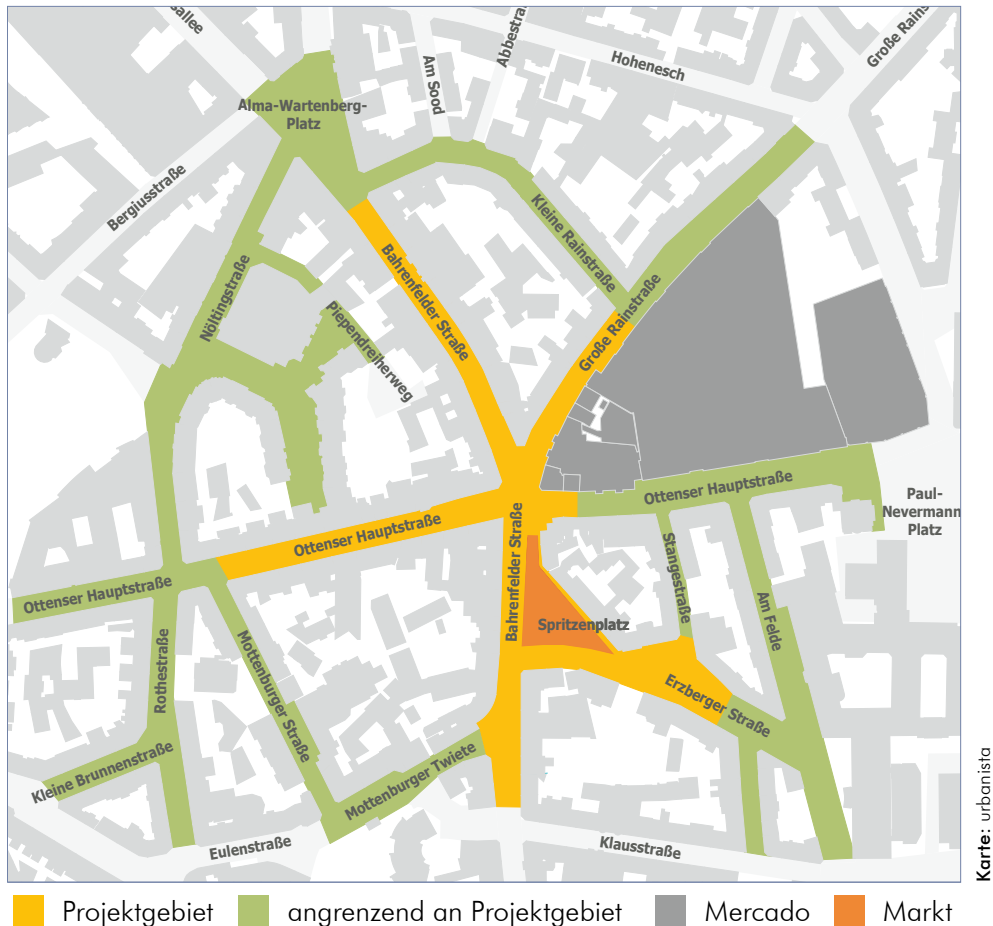 sallee
Am Sood
Abbestra
Hohenesch
Große Rains
Alma-Wartenberg-
Platz
Bergiusstraße
Kleine Rainstraße
Bahrenfelder Straße
Nöltingstraße
Piependreiherweg
Große Rainstraße
Ottenser Hauptstraße
Paul-
Nevermann
Platz
Ottenser Hauptstraße
Bahrenfelder Straße
Stangestraße
Am Felde
Ottenser Hauptstraße
Spritzenplatz
Rothestraße
Mottenburger Straße
Erzberger Straße
Kleine Brunnenstraße
Mottenburger Twiete
Eulenstraße
Klausstraße
Karte: urbanista
Projektgebiet
angrenzend an Projektgebiet
Mercado
Markt